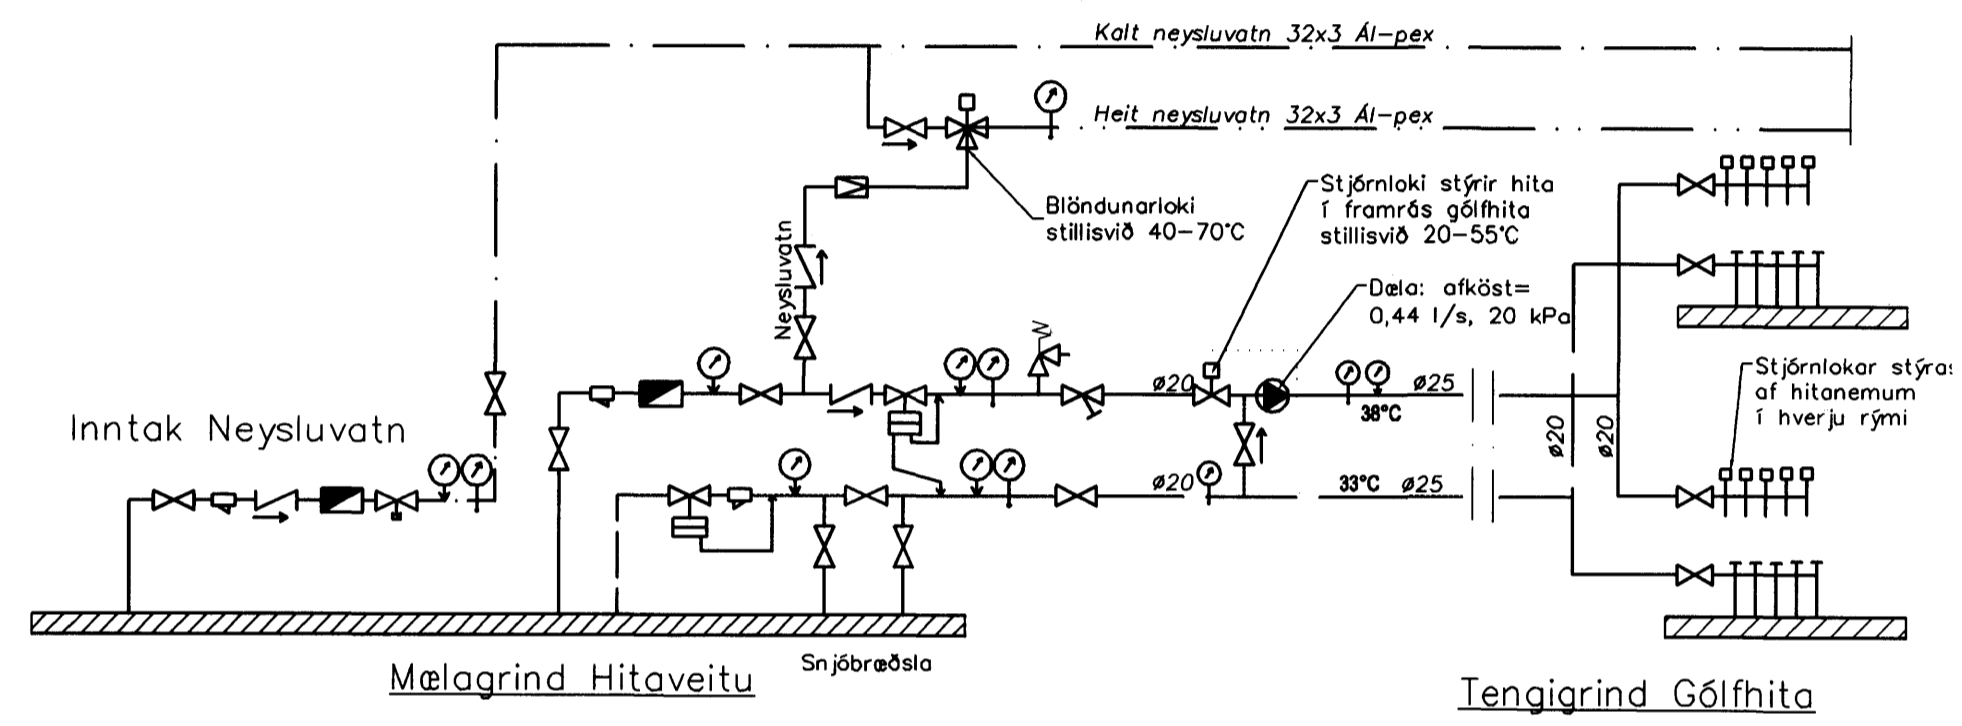 Kalt neysluvatn 32x3 Ál-pex
Heit neysluvatn 32x3 Ál-pex
Blöndunarloki
stillisvið 40-70°C
Stjórnloki stýrir hita
í framrás gólfhita
stillisvið 20-55°C
Neysluvatn
Dæla: afköst=
0,44 l/s, 20 kPa
Stjórnlokar stýras
af hitanemum
í hverju rými
Inntak Neysluvatn
ø20
38°C
ø25
ø20
ø20
ø20
33°C
ø25
Snjóbræðsla
Mælagrind Hitaveitu
Tengigrind Gólfhita